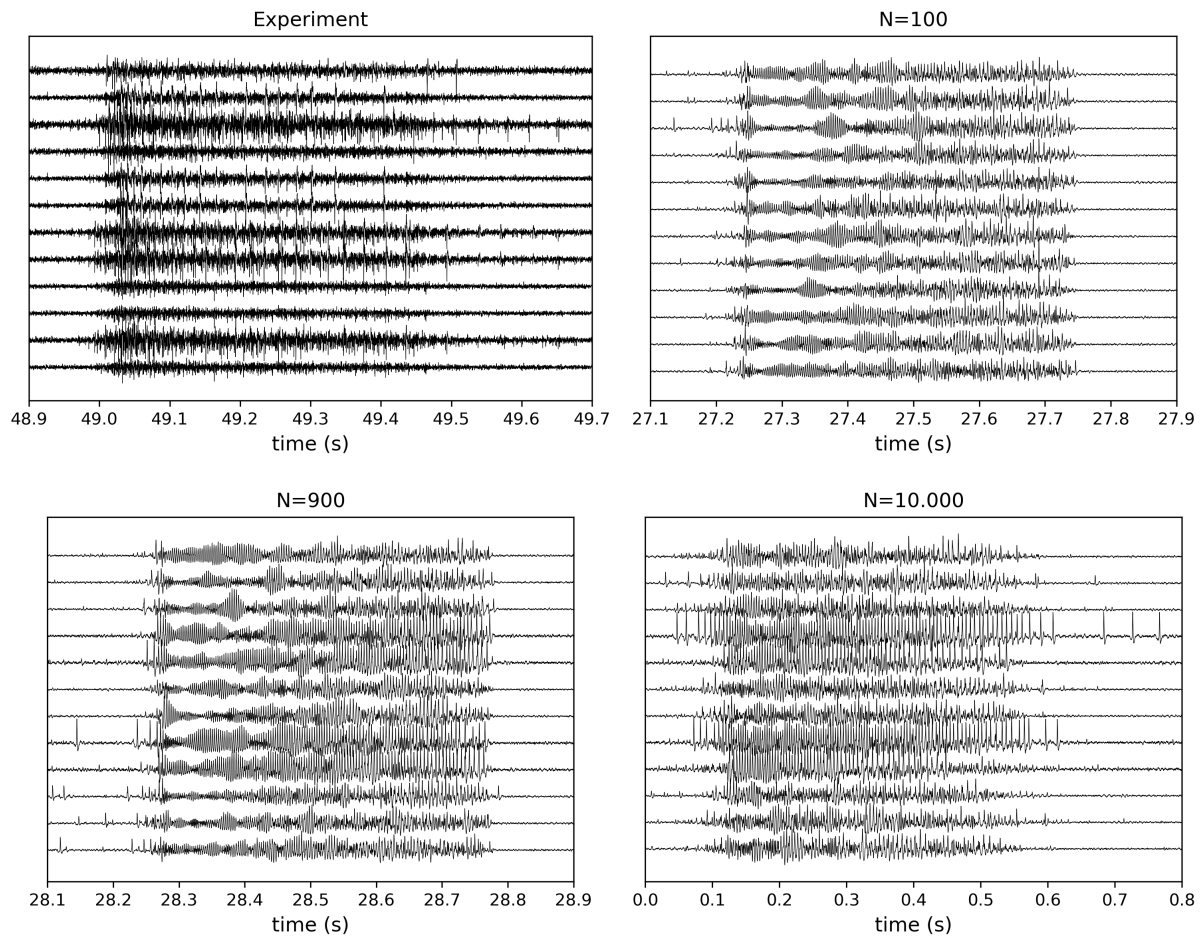 Experiment
N=100
48.9 49.0 49.1 49.2 49.3 49.4 49.5 49.6 49.7
27.1 27.2 27.3 27.4 27.5 27.6 27.7 27.8 27.9
time (s)
time (s)
N=900
N=10.000
28.1 28.2 28.3 28.4 28.5 28.6 28.7 28.8 28.9
0.0 0.1 0.2 0.3 0.4 0.5 0.6 0.7 0.8
time (s)
time (s)